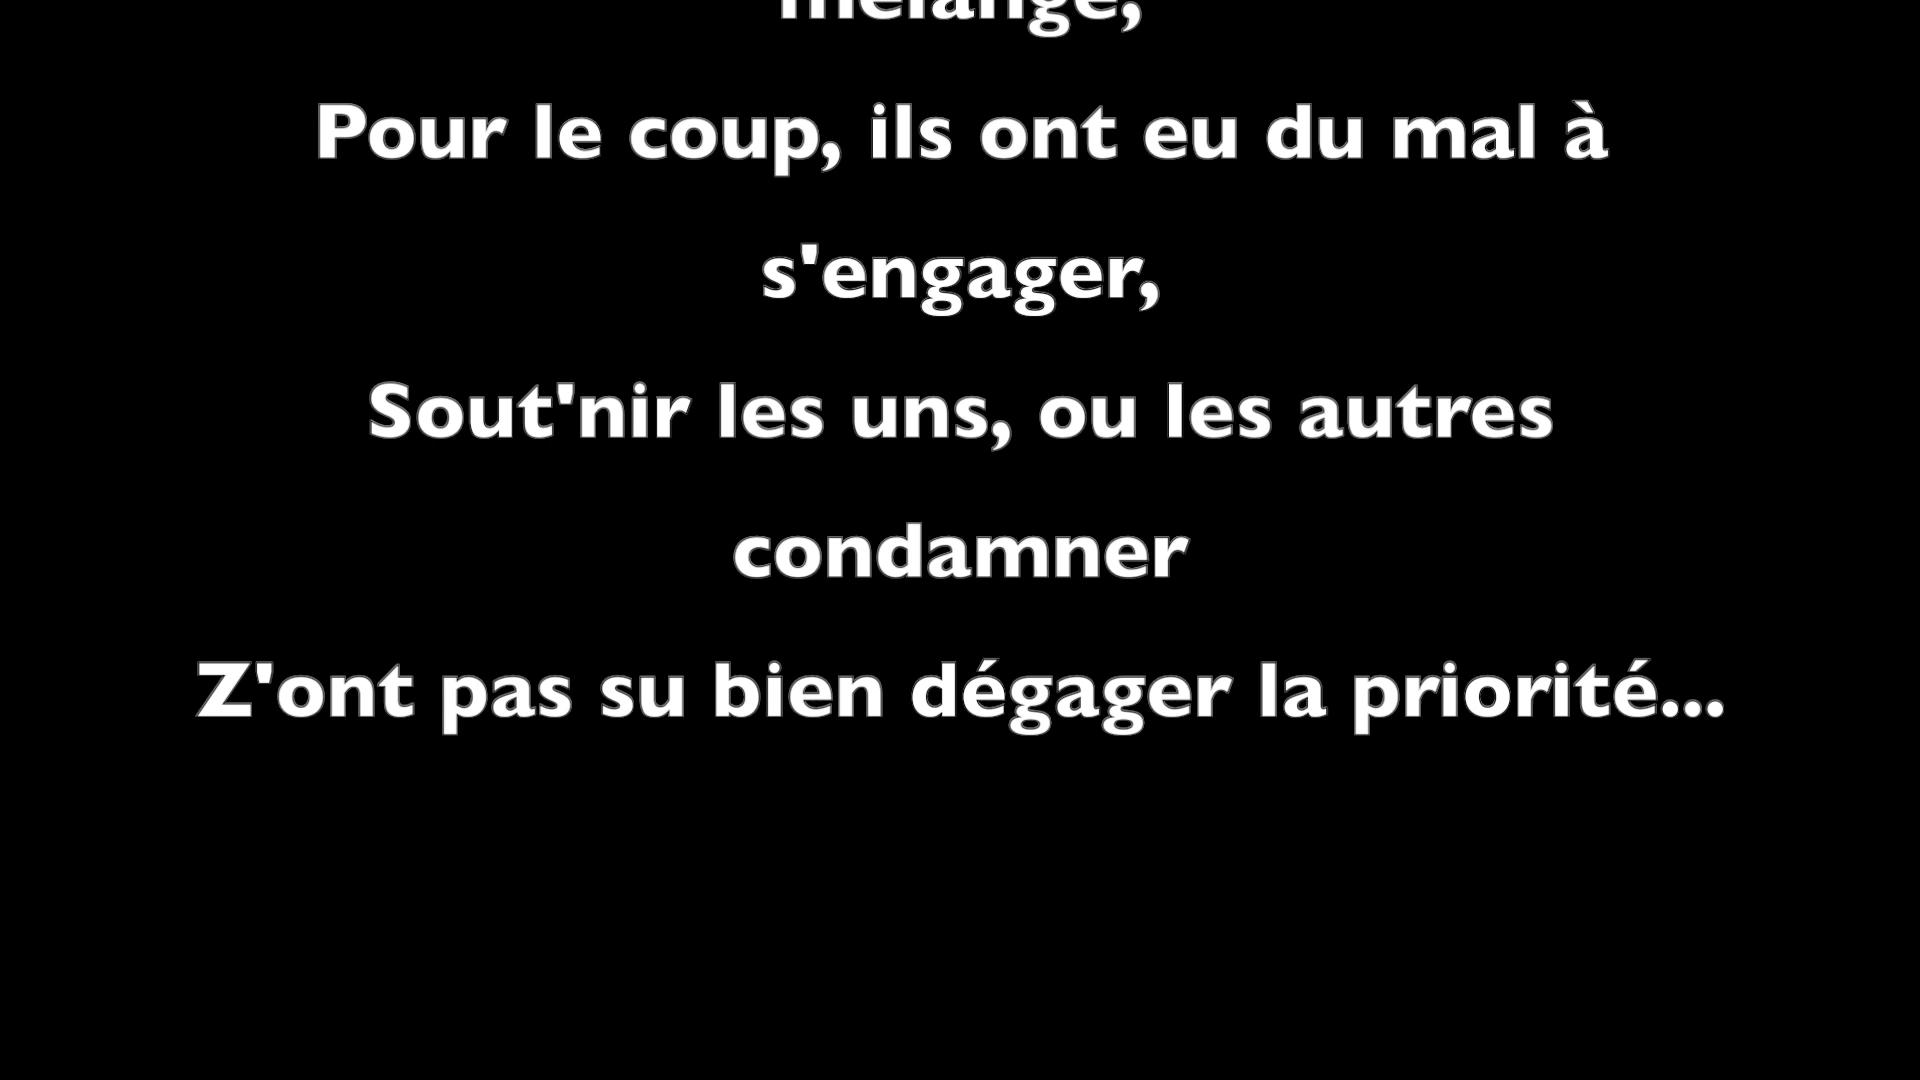 mélange,
Pour le coup, ils ont eu du mal à
s'engager,
Sout'nir les uns, ou les autres
condamner
Z'ont pas su bien dégager la priorité...